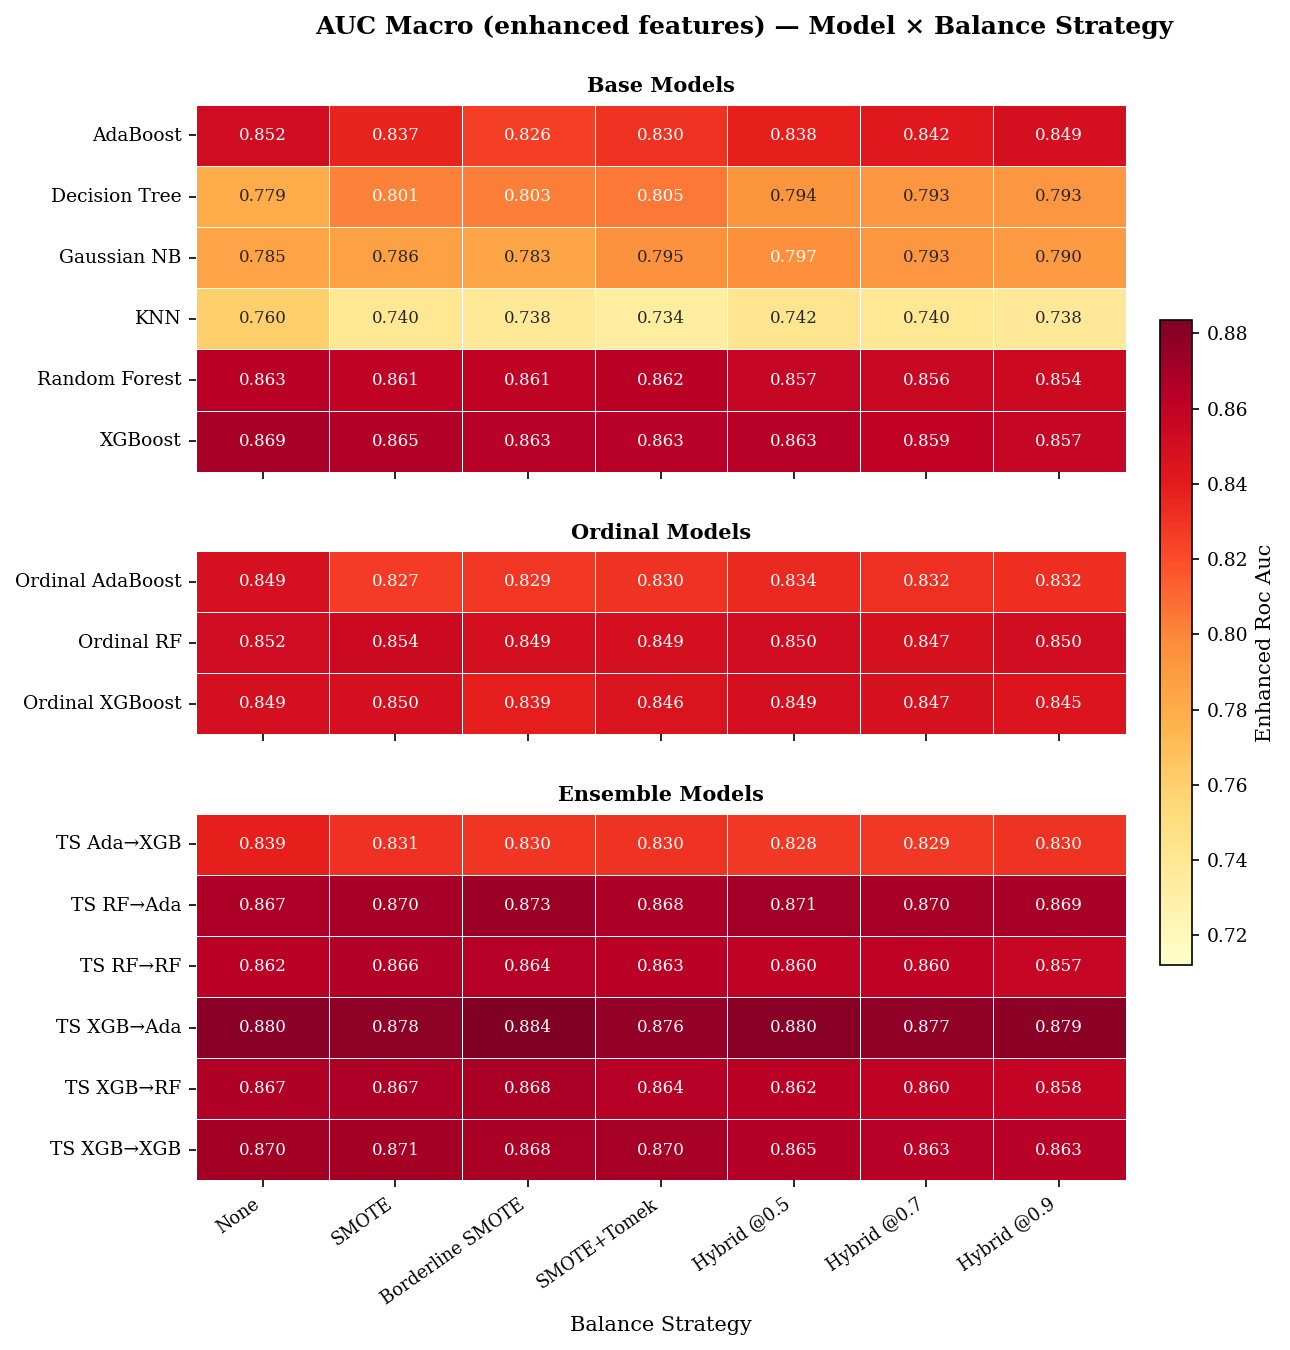 AUC Macro (enhanced features) — Model × Balance Strategy
Base Models
AdaBoost 0.852 0.837 0.826 0.830 0.838 0.842 0.849
Decision Tree 0.779 0.801 0.803 0.805 0.794 0.793 0.793
Gaussian NB 0.785 0.786 0.783 0.795 0.797 0.793 0.790
KNN 0.760 0.740 0.738 0.734 0.742 0.740 0.738
Random Forest 0.863 0.861 0.861 0.862 0.857 0.856 0.854
XGBoost 0.869 0.865 0.863 0.863 0.863 0.859 0.857
Ordinal Models
Ordinal AdaBoost 0.849 0.827 0.829 0.830 0.834 0.832 0.832
Ordinal RF 0.852 0.854 0.849 0.849 0.850 0.847 0.850
Ordinal XGBoost 0.849 0.850 0.839 0.846 0.849 0.847 0.845
Ensemble Models
TS Ada→XGB 0.839 0.831 0.830 0.830 0.828 0.829 0.830
TS RF→Ada 0.867 0.870 0.873 0.868 0.871 0.870 0.869
TS RF→RF 0.862 0.866 0.864 0.863 0.860 0.860 0.857
TS XGB→Ada 0.880 0.878 0.884 0.876 0.880 0.877 0.879
TS XGB→RF 0.867 0.867 0.868 0.864 0.862 0.860 0.858
TS XGB→XGB 0.870 0.871 0.868 0.870 0.865 0.863 0.863
None
SMOTE
Borderline SMOTE
SMOTE+Tomek
Hybrid @0.5
Hybrid @0.7
Hybrid @0.9
Balance Strategy
0.88
0.86
0.84
0.82
0.80
0.78
0.76
0.74
0.72
Enhanced Roc Auc